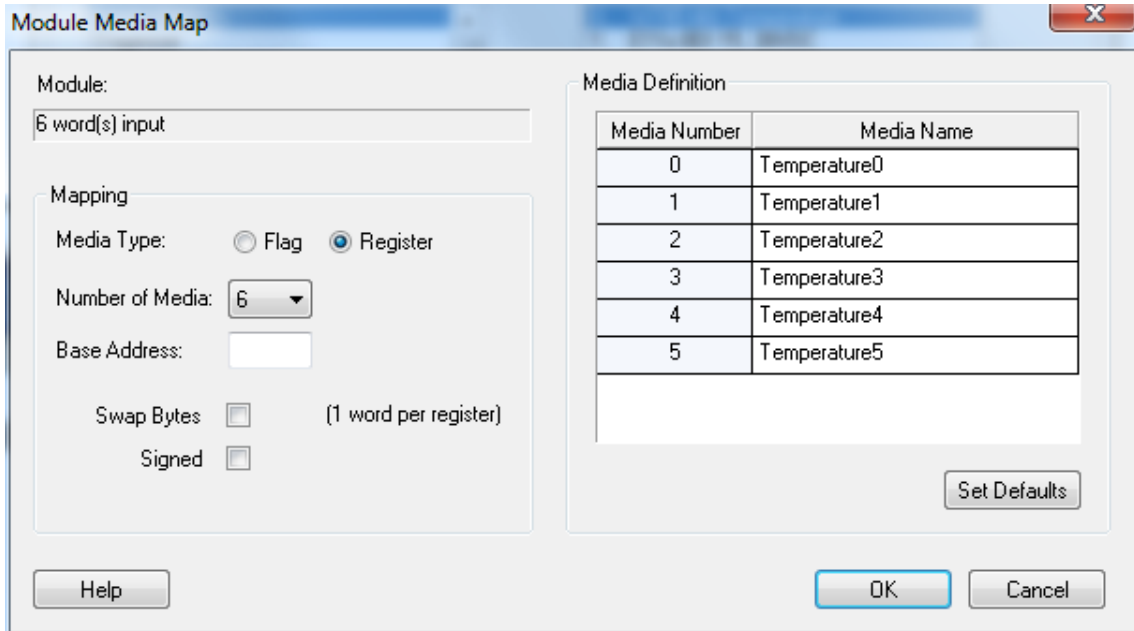 Module Media Map
X
Module:
6 word(s) input
Mapping
Media Type: Flag Register
Number of Media: 6
Base Address:
Swap Bytes (1 word per register)
Signed
Media Definition
Media Number Media Name
0 Temperature0
1 Temperature1
2 Temperature2
3 Temperature3
4 Temperature4
5 Temperature5
Set Defaults
Help OK Cancel